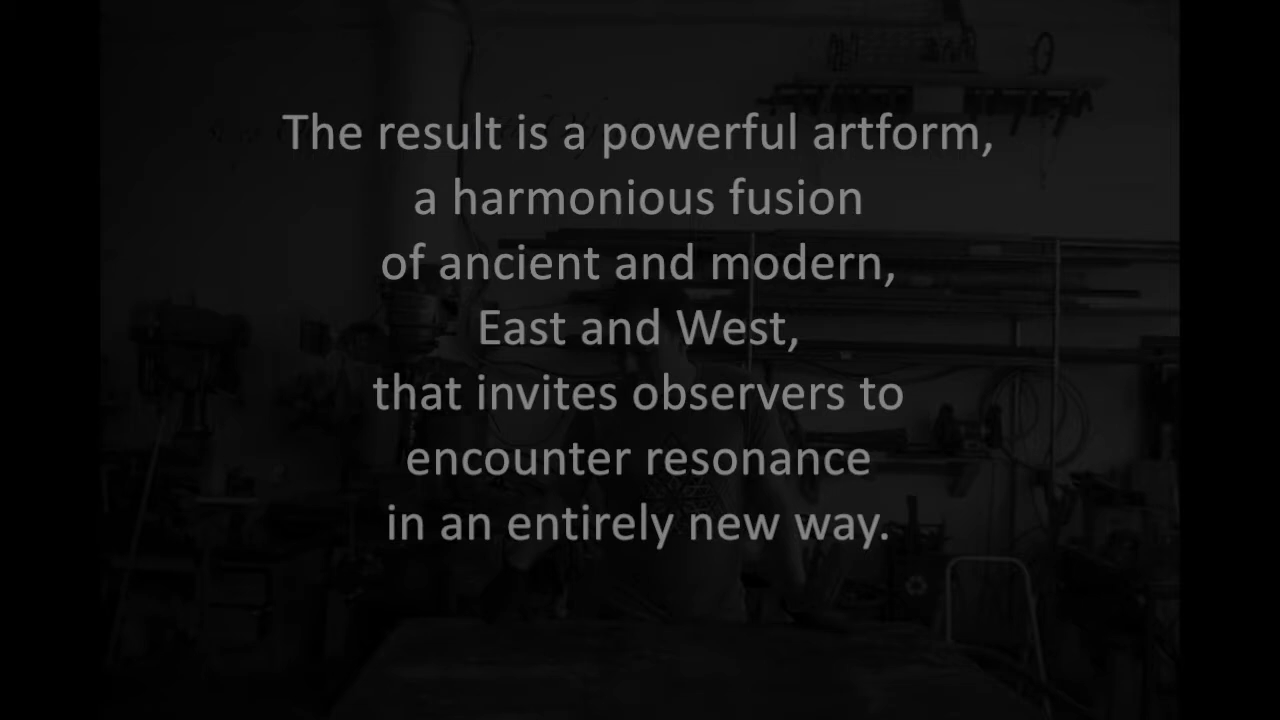 The result is a powerful artform,
a harmonious fusion
of ancient and modern,
East and West,
that invites observers to
encounter resonance
in an entirely new way.